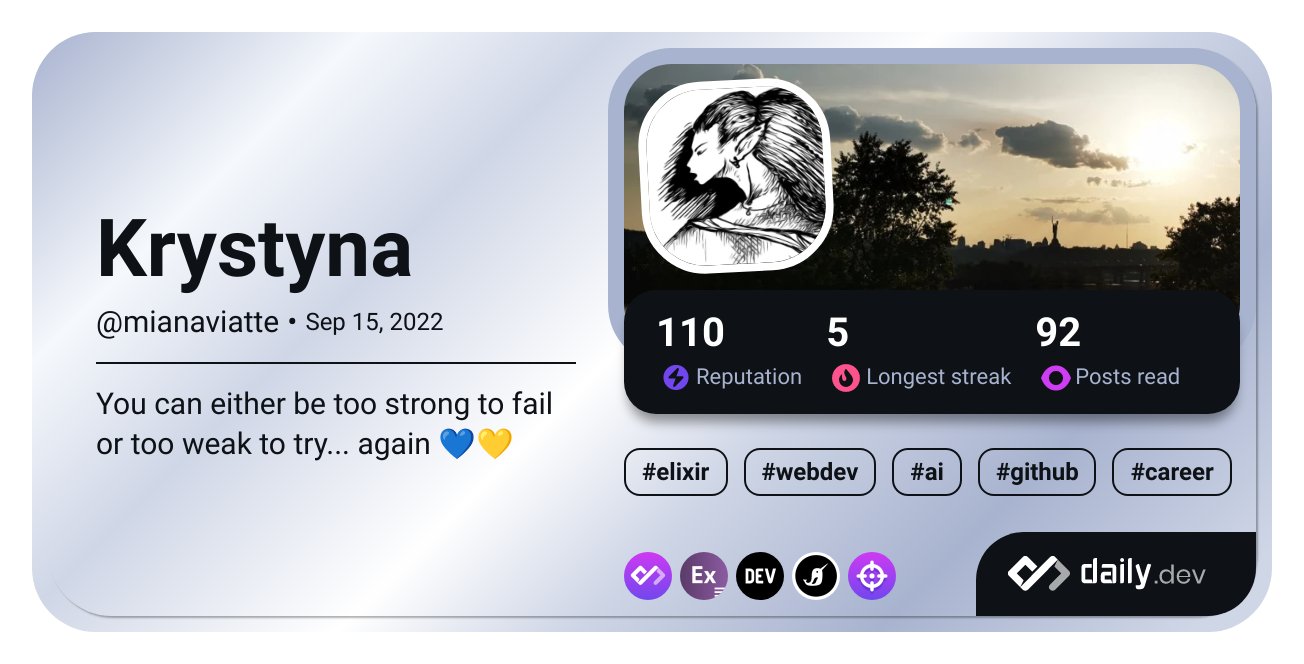 Krystyna
@mianaviatte • Sep 15, 2022
You can either be too strong to fail
or too weak to try... again 💙💛
110 5 92
Reputation Longest streak Posts read
#elixir #webdev #ai #github #career
Ex DEV
daily.dev